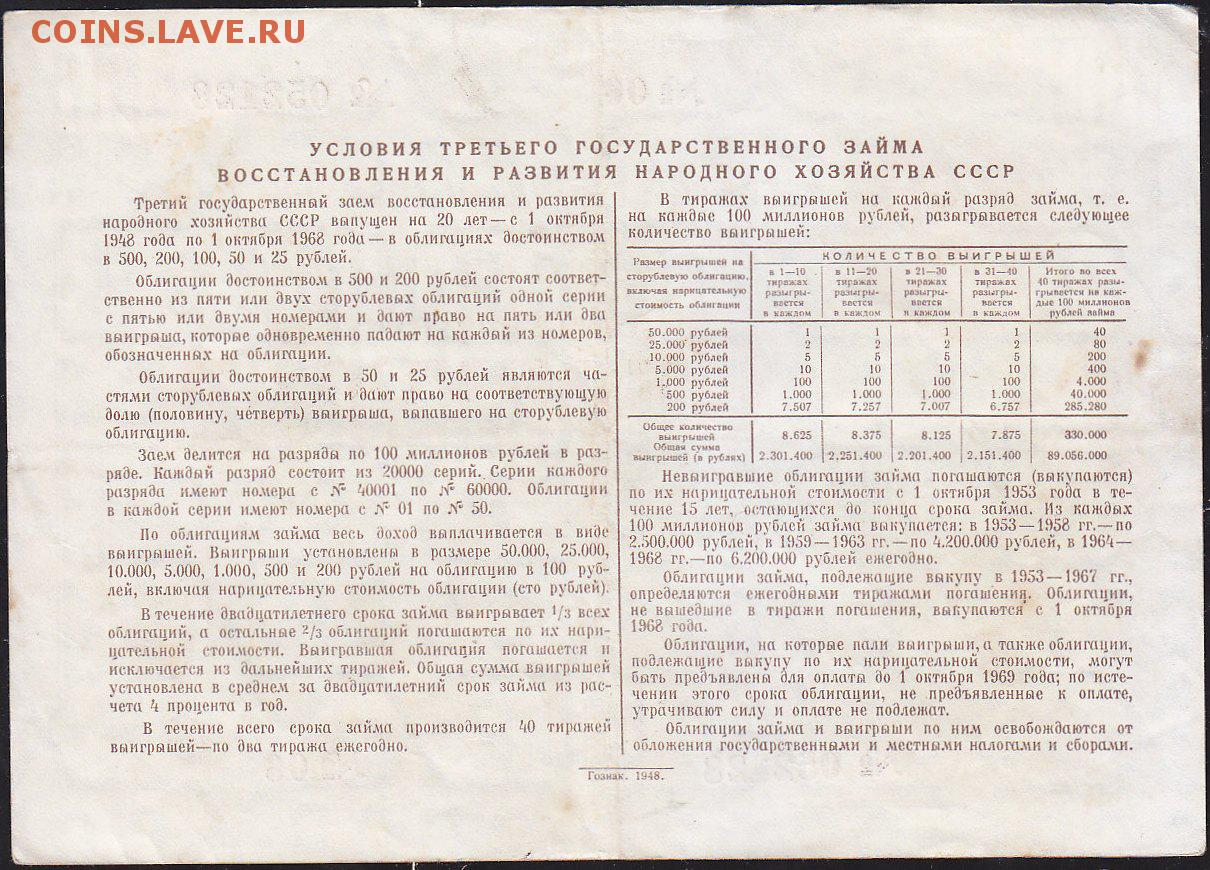 COINS.LAVE.RU
УСЛОВИЯ ТРЕТЬЕГО ГОСУДАРСТВЕННОГО ЗАЙМА
ВОССТАНОВЛЕНИЯ И РАЗВИТИЯ НАРОДНОГО ХОЗЯЙСТВА СССР
Третий государственный заем восстановления и развития
народного хозяйства СССР выпущен на 20 лет—с 1 октября
1948 года по 1 октября 1968 года—в облигациях достоинством
в 500, 200, 100, 50 и 25 рублей.
Облигации достоинством в 500 и 200 рублей состоят соответ-
ственно из пяти или двух сторублевых облигаций одной серии
с пятью или двумя номерами и дают право на пять или два
выигрыша, которые одновременно падают на каждый из номеров,
обозначенных на облигации.
Облигации достоинством в 50 и 25 рублей являются ча-
стями сторублевых облигаций и дают право на соответствующую
долю (половину, четверть) выигрыша, выпавшего на сторублевую
облигацию.
Заем делится на разряды по 100 миллионов рублей в раз-
ряде. Каждый разряд состоит из 20000 серий. Серии каждого
разряда имеют номера с № 40001 по № 60000. Облигации
в каждой серии имеют номера с № 01 по № 50.
По облигациям займа весь доход выплачивается в виде
выигрышей. Выигрыши установлены в размере 50.000, 25.000,
10.000, 5.000, 1.000, 500 и 200 рублей на облигацию в 100 руб-
лей, включая нарицательную стоимость облигации (сто рублей).
В течение двадцатилетнего срока займа выигрывает 1/3 всех
облигаций, а остальные 2/3 облигаций погашаются по их нари-
цательной стоимости. Выигравшая облигация погашается и
исключается из дальнейших тиражей. Общая сумма выигрышей
установлена в среднем за двадцатилетний срок займа из рас-
чета 4 процента в год.
В течение всего срока займа производится 40 тиражей
выигрышей—по два тиража ежегодно.
В тиражах выигрышей на каждый разряд займа, т. е.
на каждые 100 миллионов рублей, разыгрывается следующее
количество выигрышей:
Размер выигрышей на
сторублевую облигацию,
включая нарицательную
стоимость облигации
КОЛИЧЕСТВО ВЫИГРЫШЕЙ
в 1—10
тиражах
разыгры-
вается
в каждом
в 11—20
тиражах
разыгры-
вается
в каждом
в 21—30
тиражах
разыгры-
вается
в каждом
в 31—40
тиражах
разыгры-
вается
в каждом
Итого во всех
40 тиражах разы-
грывается на каж-
дые 100 миллионов
рублей займа
50.000 рублей 1 1 1 1 40
25.000 рублей 2 2 2 2 80
10.000 рублей 5 5 5 5 200
5.000 рублей 10 10 10 10 400
1.000 рублей 100 100 100 100 4.000
500 рублей 1.000 1.000 1.000 1.000 40.000
200 рублей 7.507 7.257 7.007 6.757 285.280
Общее количество
выигрышей 8.625 8.375 8.125 7.875 330.000
Общая сумма
выигрышей (в рублях) 2.301.400 2.251.400 2.201.400 2.151.400 89.056.000
Невыигравшие облигации займа погашаются (выкупаются)
по их нарицательной стоимости с 1 октября 1953 года в те-
чение 15 лет, остающихся до конца срока займа. Из каждых
100 миллионов рублей займа выкупается: в 1953—1958 гг.—по
2.500.000 рублей, в 1959—1963 гг.—по 4.200.000 рублей, в 1964—
1968 гг.—по 6.200.000 рублей ежегодно.
Облигации займа, подлежащие выкупу в 1953—1967 гг.,
определяются ежегодными тиражами погашения. Облигации,
не вышедшие в тиражи погашения, выкупаются с 1 октября
1968 года.
Облигации, на которые пали выигрыши, а также облигации,
подлежащие выкупу по их нарицательной стоимости, могут
быть предъявлены для оплаты до 1 октября 1969 года; по исте-
чении этого срока облигации, не предъявленные к оплате,
утрачивают силу и оплате не подлежат.
Облигации займа и выигрыши по ним освобождаются от
обложения государственными и местными налогами и сборами.
Гознак. 1948.